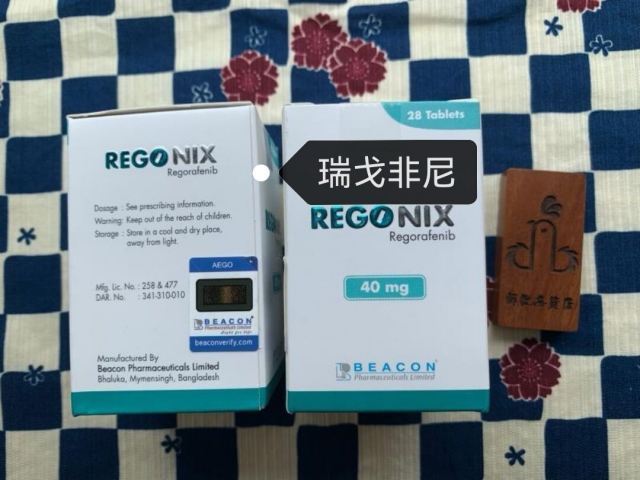 REGONIX
Regorafenib
Dosage : See prescribing information.
Warning: Keep out of the reach of children.
Storage : Store in a cool and dry place,
away from light.
Mfg. Lic. No. : 258 & 477
DAR. No. : 341-310-010
AEGO
BEACON
Pharmaceuticals Limited
beaconverify.com
Manufactured By
Beacon Pharmaceuticals Limited
Bhaluka, Mymensingh, Bangladesh
28 Tablets
瑞戈非尼
REGONIX
Regorafenib
40 mg
BEACON
Pharmaceuticals Limited